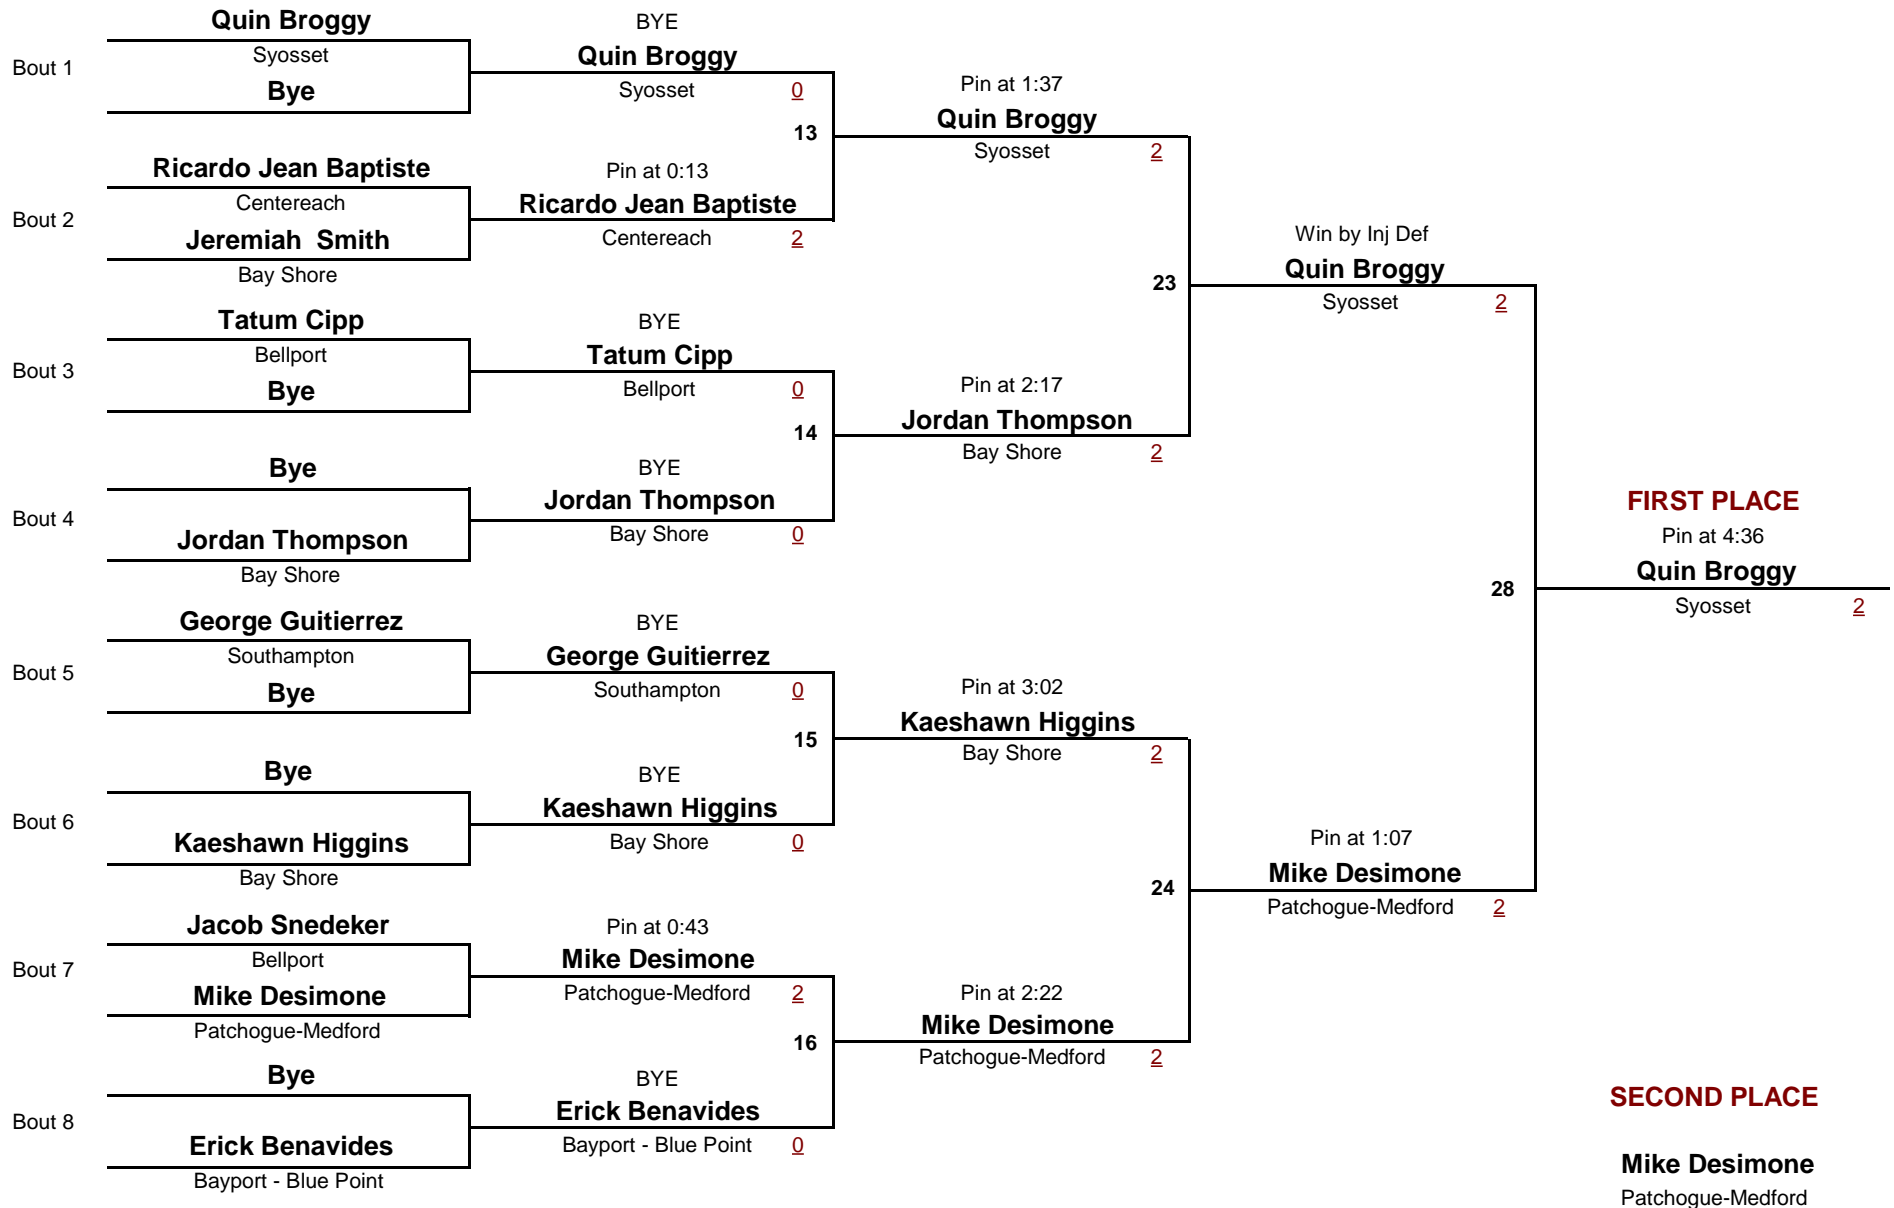 Quin Broggy
Bout 1
Syosset
Bye
Ricardo Jean Baptiste
Bout 2
Centereach
Jeremiah  Smith
Bay Shore
Tatum Cipp
Bout 3
Bellport
Bye
Bye
Bout 4
Jordan Thompson
Bay Shore
George Guitierrez
Bout 5
Southampton
Bye
Bye
Bout 6
Kaeshawn Higgins
Bay Shore
Jacob Snedeker
Bout 7
Bellport
Mike Desimone
Patchogue-Medford
Bye
Bout 8
Erick Benavides
Bayport - Blue Point
BYE
Quin Broggy
Syosset 0
13
Pin at 0:13
Ricardo Jean Baptiste
Centereach 2
BYE
Tatum Cipp
Bellport 0
14
BYE
Jordan Thompson
Bay Shore 0
BYE
George Guitierrez
Southampton 0
15
BYE
Kaeshawn Higgins
Bay Shore 0
Pin at 0:43
Mike Desimone
Patchogue-Medford 2
16
BYE
Erick Benavides
Bayport - Blue Point 0
Pin at 1:37
Quin Broggy
Syosset 2
23
Pin at 2:17
Jordan Thompson
Bay Shore 2
Pin at 3:02
Kaeshawn Higgins
Bay Shore 2
24
Pin at 2:22
Mike Desimone
Patchogue-Medford 2
Win by Inj Def
Quin Broggy
Syosset 2
28
Pin at 1:07
Mike Desimone
Patchogue-Medford 2
FIRST PLACE
Pin at 4:36
Quin Broggy
Syosset 2
SECOND PLACE
Mike Desimone
Patchogue-Medford